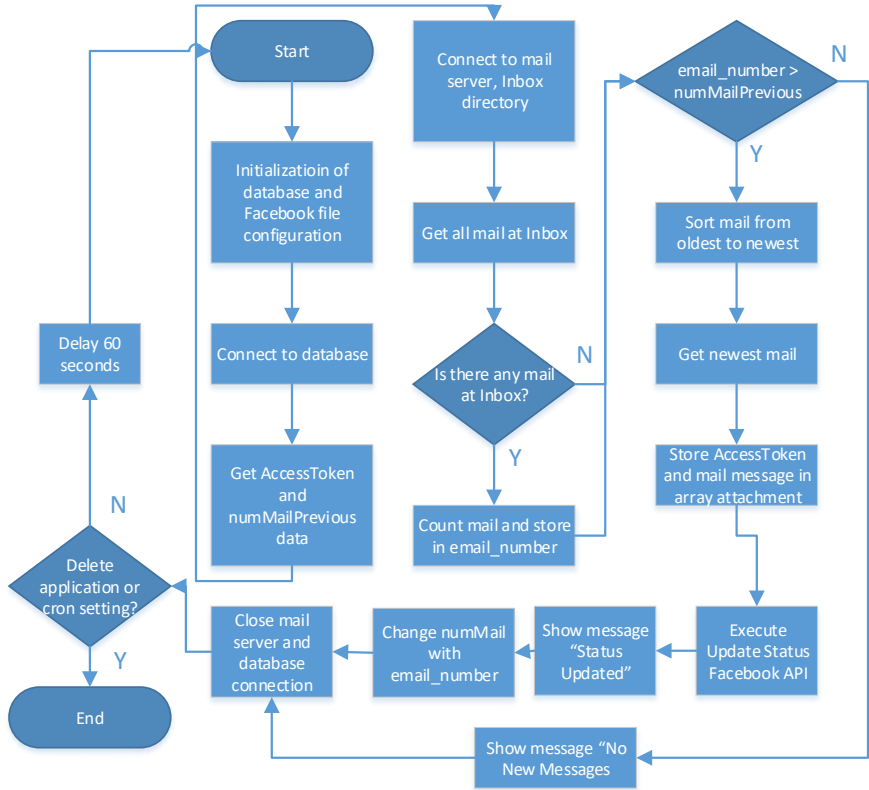 Start
Initializatioin of
database and
Facebook file
configuration
Connect to database
Get AccessToken
and
numMailPrevious
data
Connect to mail
server, Inbox
directory
Get all mail at Inbox
Is there any mail
at Inbox?
N
Y
Count mail and store
in email_number
email_number >
numMailPrevious
N
Y
Sort mail from
oldest to newest
Get newest mail
Store AccessToken
and mail message in
array attachment
Execute
Update Status
Facebook API
Show message
“Status
Updated”
Change numMail
with
email_number
Close mail
server and
database
connection
Show message “No
New Messages
Delete
application or
cron setting?
N
Y
Delay 60
seconds
End